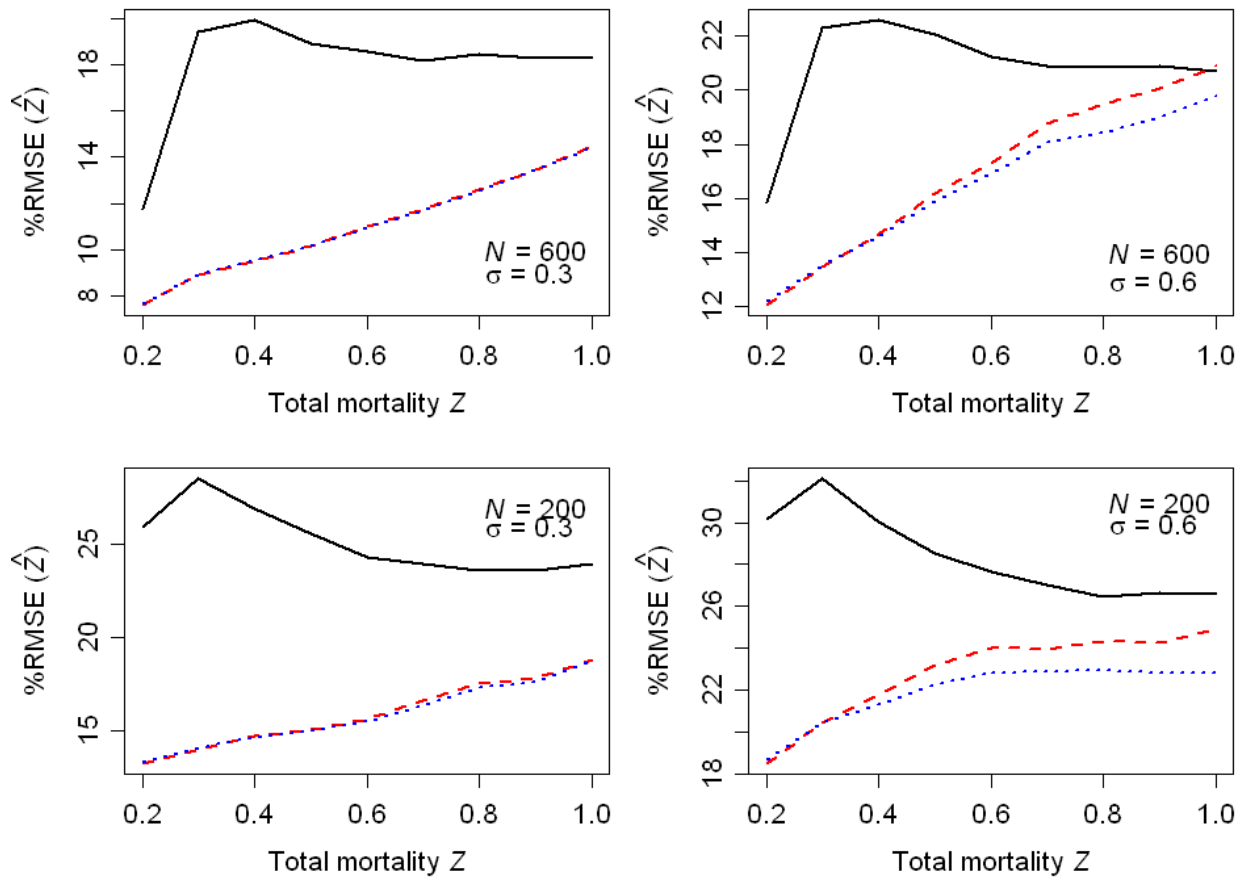 %RMSE (Ẑ)
18
14
10
8
N = 600
σ = 0.3
0.2 0.4 0.6 0.8 1.0
Total mortality Z
%RMSE (Ẑ)
22
20
18
16
14
12
N = 600
σ = 0.6
0.2 0.4 0.6 0.8 1.0
Total mortality Z
%RMSE (Ẑ)
25
20
15
N = 200
σ = 0.3
0.2 0.4 0.6 0.8 1.0
Total mortality Z
%RMSE (Ẑ)
30
26
22
18
N = 200
σ = 0.6
0.2 0.4 0.6 0.8 1.0
Total mortality Z